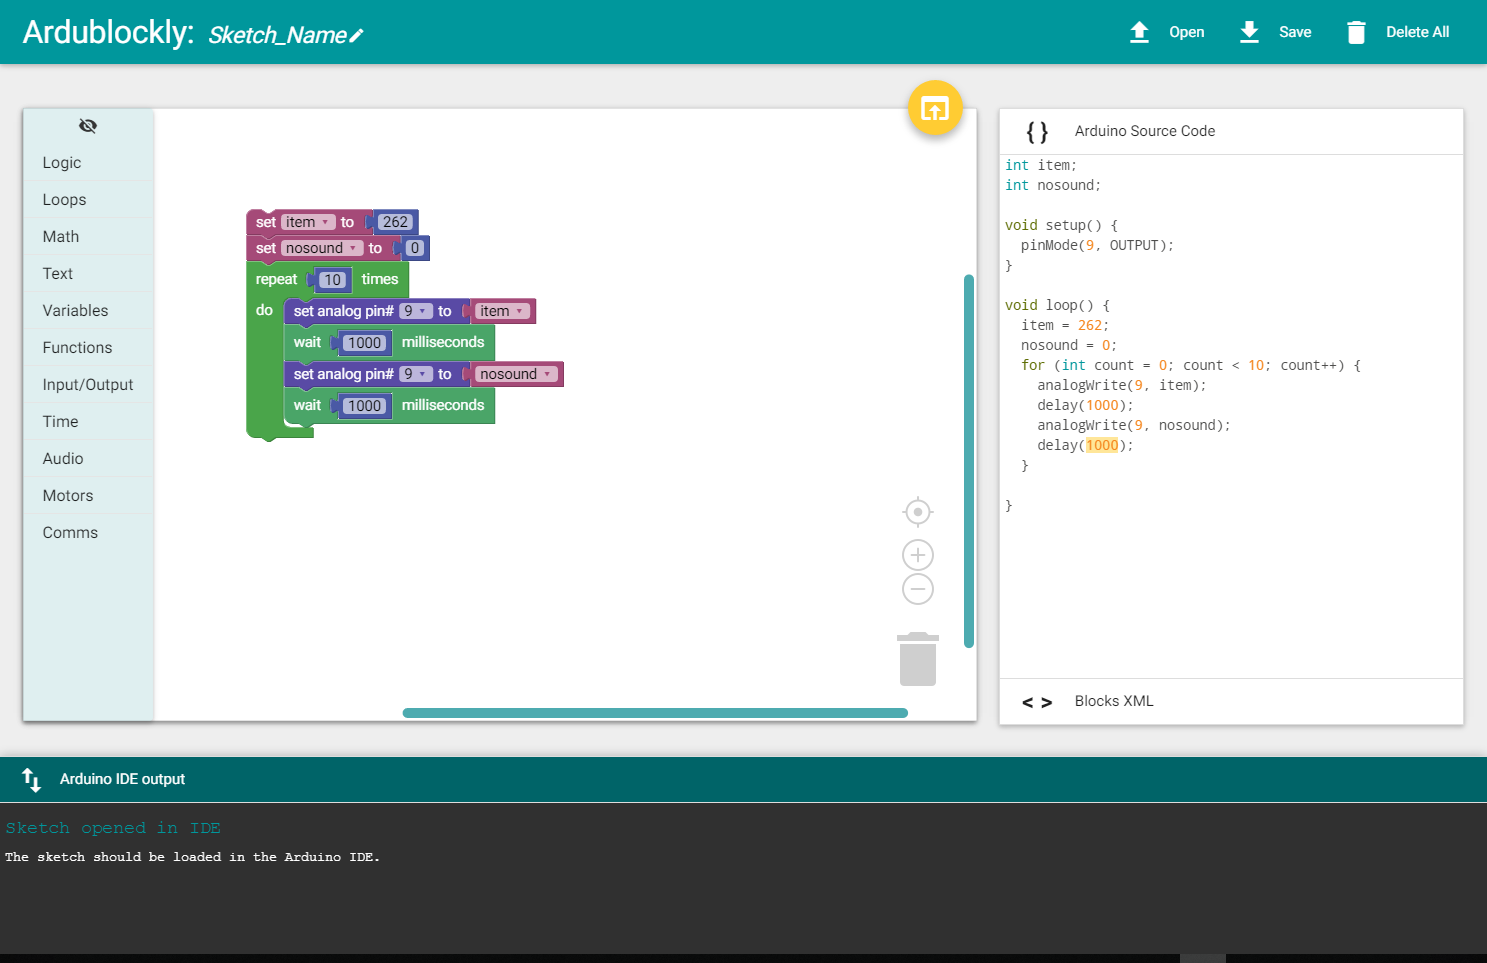 Ardublockly: Sketch_Name
Open
Save
Delete All
Logic
Loops
Math
Text
Variables
Functions
Input/Output
Time
Audio
Motors
Comms
set item to 262
set nosound to 0
repeat 10 times
do set analog pin# 9 to item
wait 1000 milliseconds
set analog pin# 9 to nosound
wait 1000 milliseconds
{ } Arduino Source Code
int item;
int nosound;
void setup() {
pinMode(9, OUTPUT);
}
void loop() {
item = 262;
nosound = 0;
for (int count = 0; count < 10; count++) {
analogWrite(9, item);
delay(1000);
analogWrite(9, nosound);
delay(1000);
}
}
< > Blocks XML
Arduino IDE output
Sketch opened in IDE
The sketch should be loaded in the Arduino IDE.